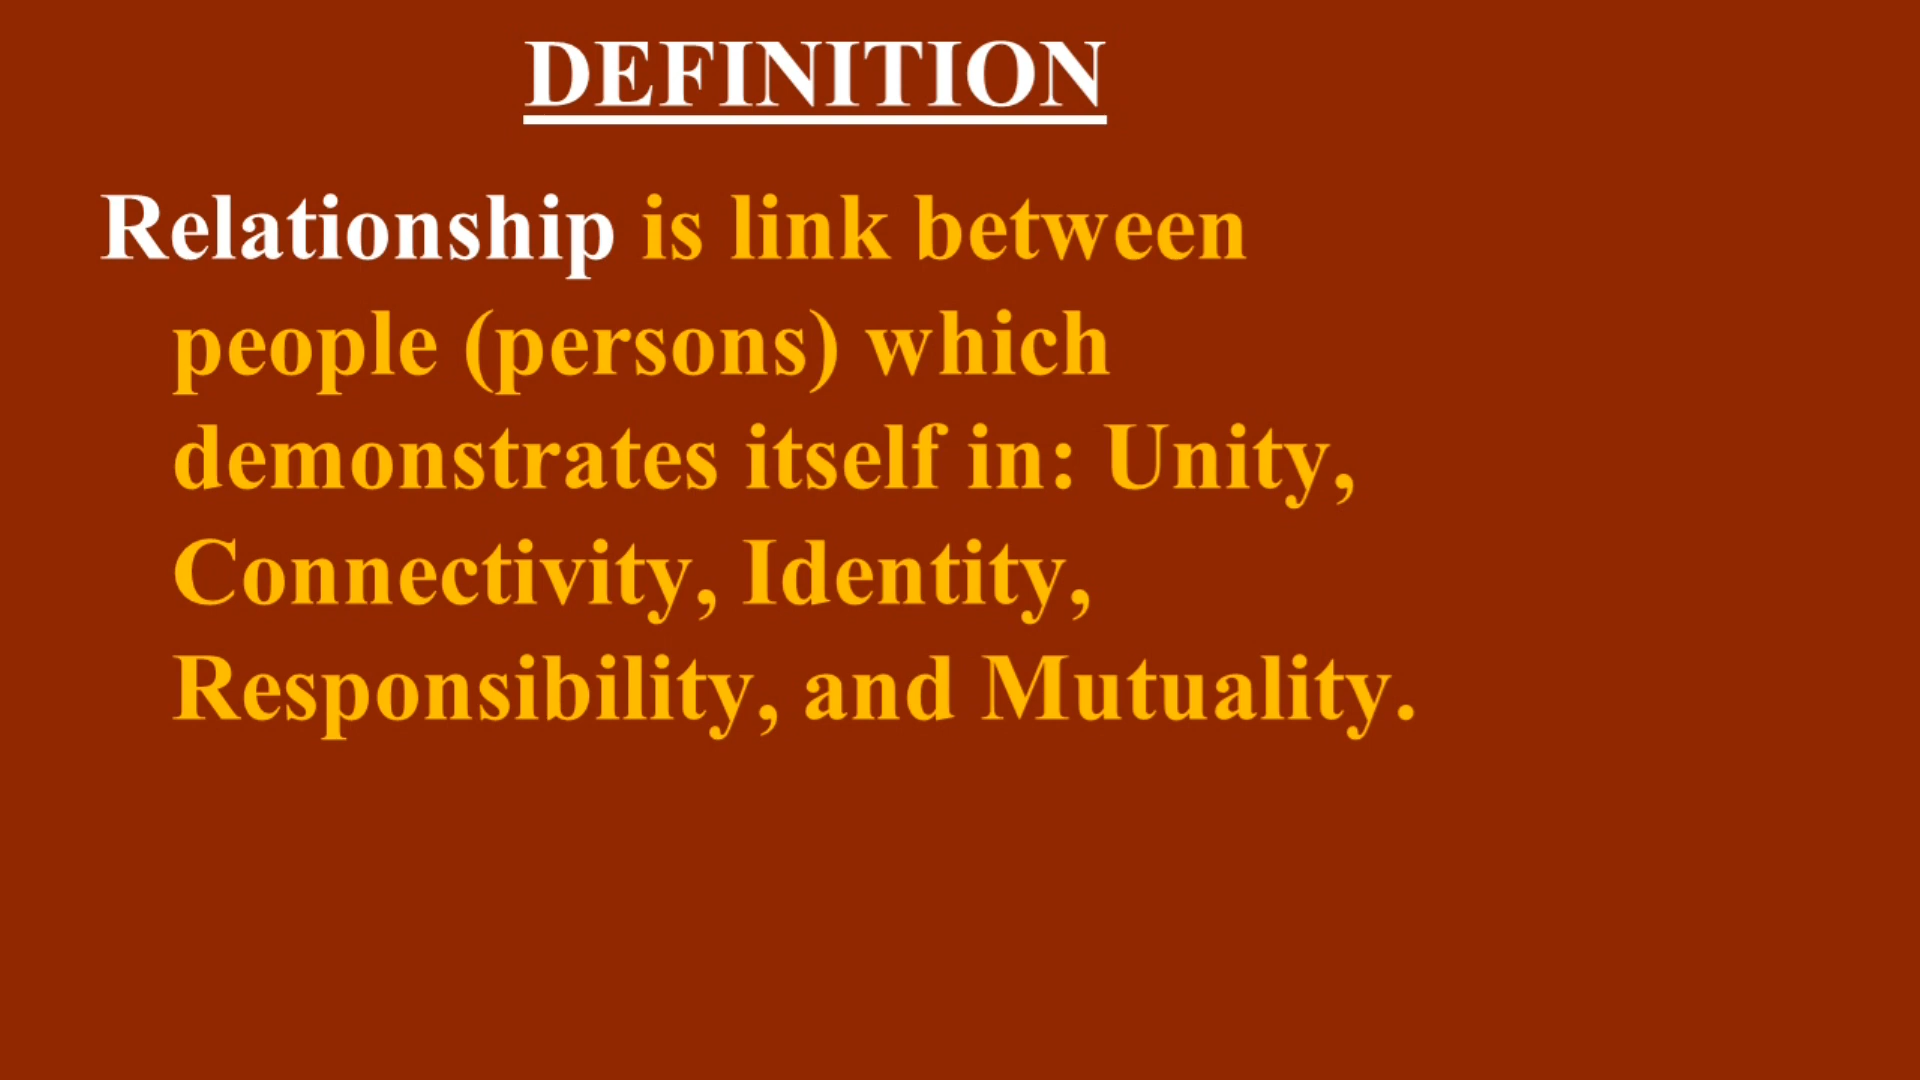 DEFINITION
Relationship is link between
people (persons) which
demonstrates itself in: Unity,
Connectivity, Identity,
Responsibility, and Mutuality.